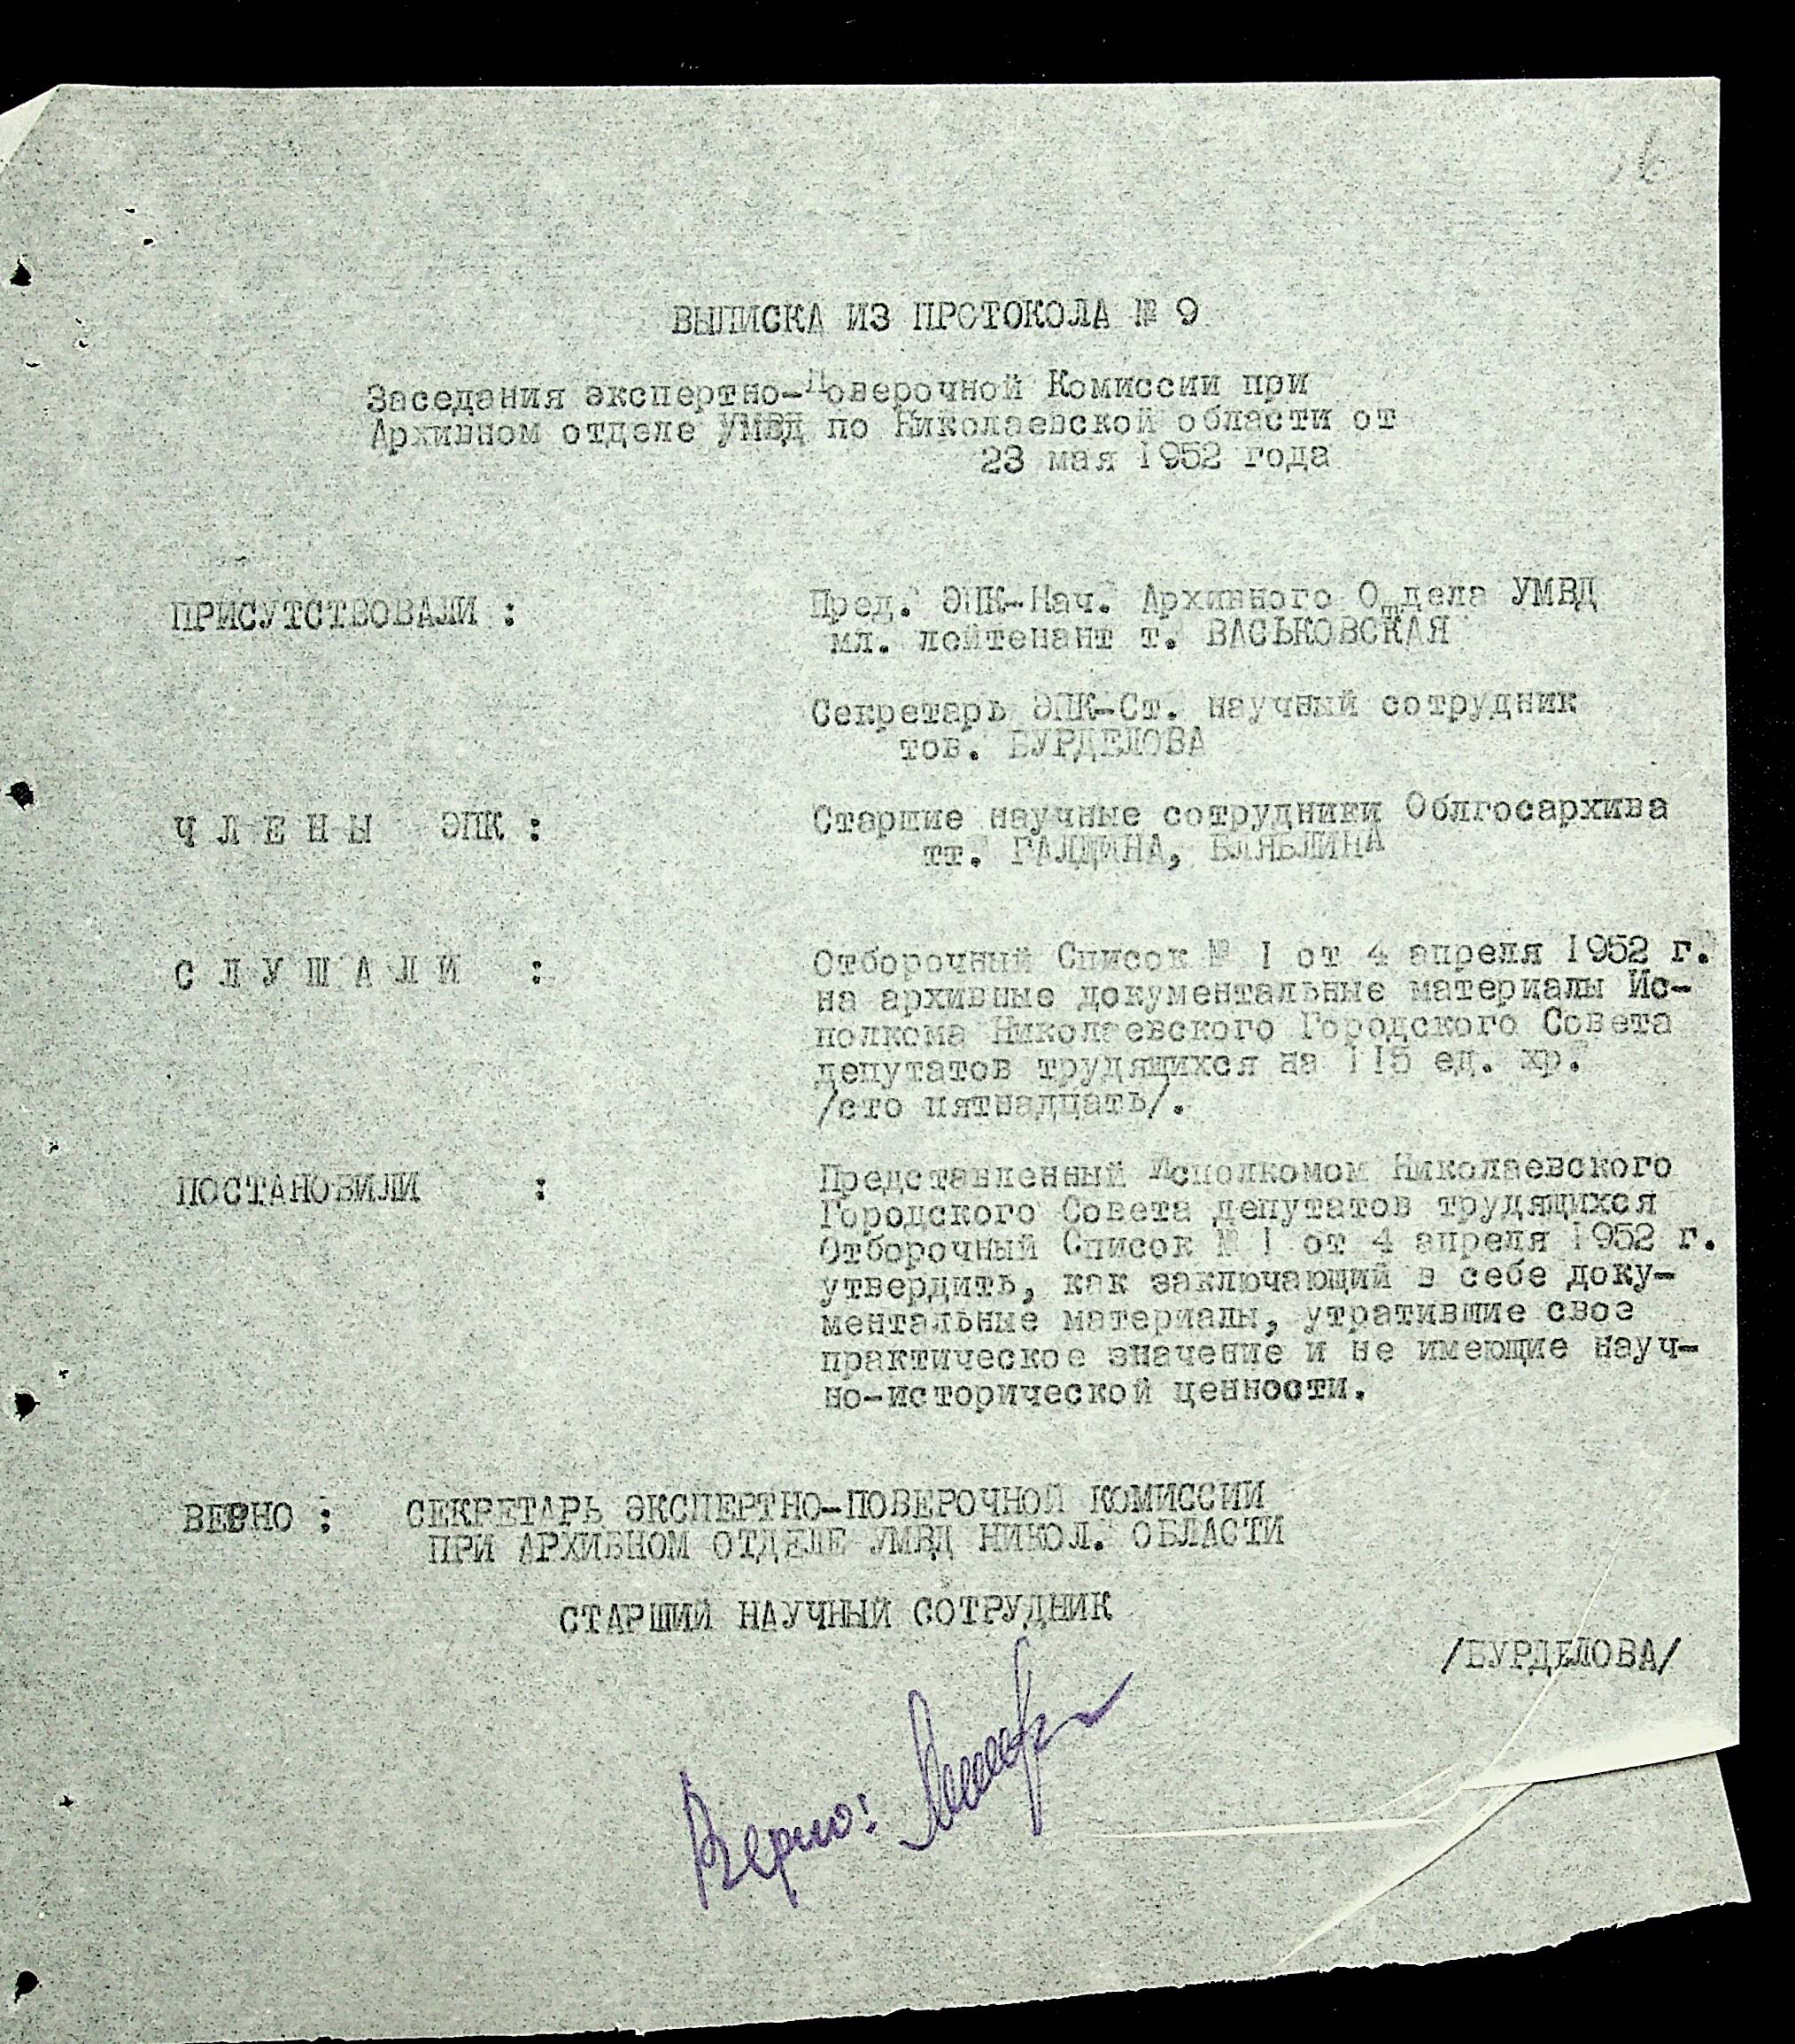 ВЫПИСКА ИЗ ПРОТОКОЛА № 9
Заседания экспертно-Поверочной Комиссии при
Архивном отделе УМВД по Николаевской области от
23 мая 1952 года
ПРИСУТСТВОВАЛИ :
Пред. ЭПК-Нач. Архивного Отдела УМВД
мл. лейтенант т. ВАСЬКОВСКАЯ
Секретарь ЭПК-Ст. научный сотрудник
тов. БУРДЕЛОВА
Ч Л Е Н Ы ЭПК :
Старшие научные сотрудники Облгосархива
тт. ГАЛДИНА,
С Л У Ш А Л И :
Отборочний Список № I от 4 апреля 1952 г.
на архивные документальные материалы Ис-
полкома Николаевского Городского Совета
депутатов трудящихся на 115 ед. хр.
/сто пятнадцать/.
ПОСТАНОВИЛИ :
Представленный Исполкомом Николаевского
Городского Совета депутатов трудящихся
Отборочный Список № I от 4 апреля 1952 г.
утвердить, как заключающий в себе доку-
ментальные материалы, утратившие свое
практическое значение и не имеющие науч-
но-исторической ценности.
ВЕРНО : СЕКРЕТАРЬ ЭКСПЕРТНО-ПОВЕРОЧНОЙ КОМИССИИ
ПРИ АРХИВНОМ ОТДЕЛЕ УМВД НИКОЛ. ОБЛАСТИ
СТАРШИЙ НАУЧНЫЙ СОТРУДНИК
/БУРДЕЛОВА/
Верно: